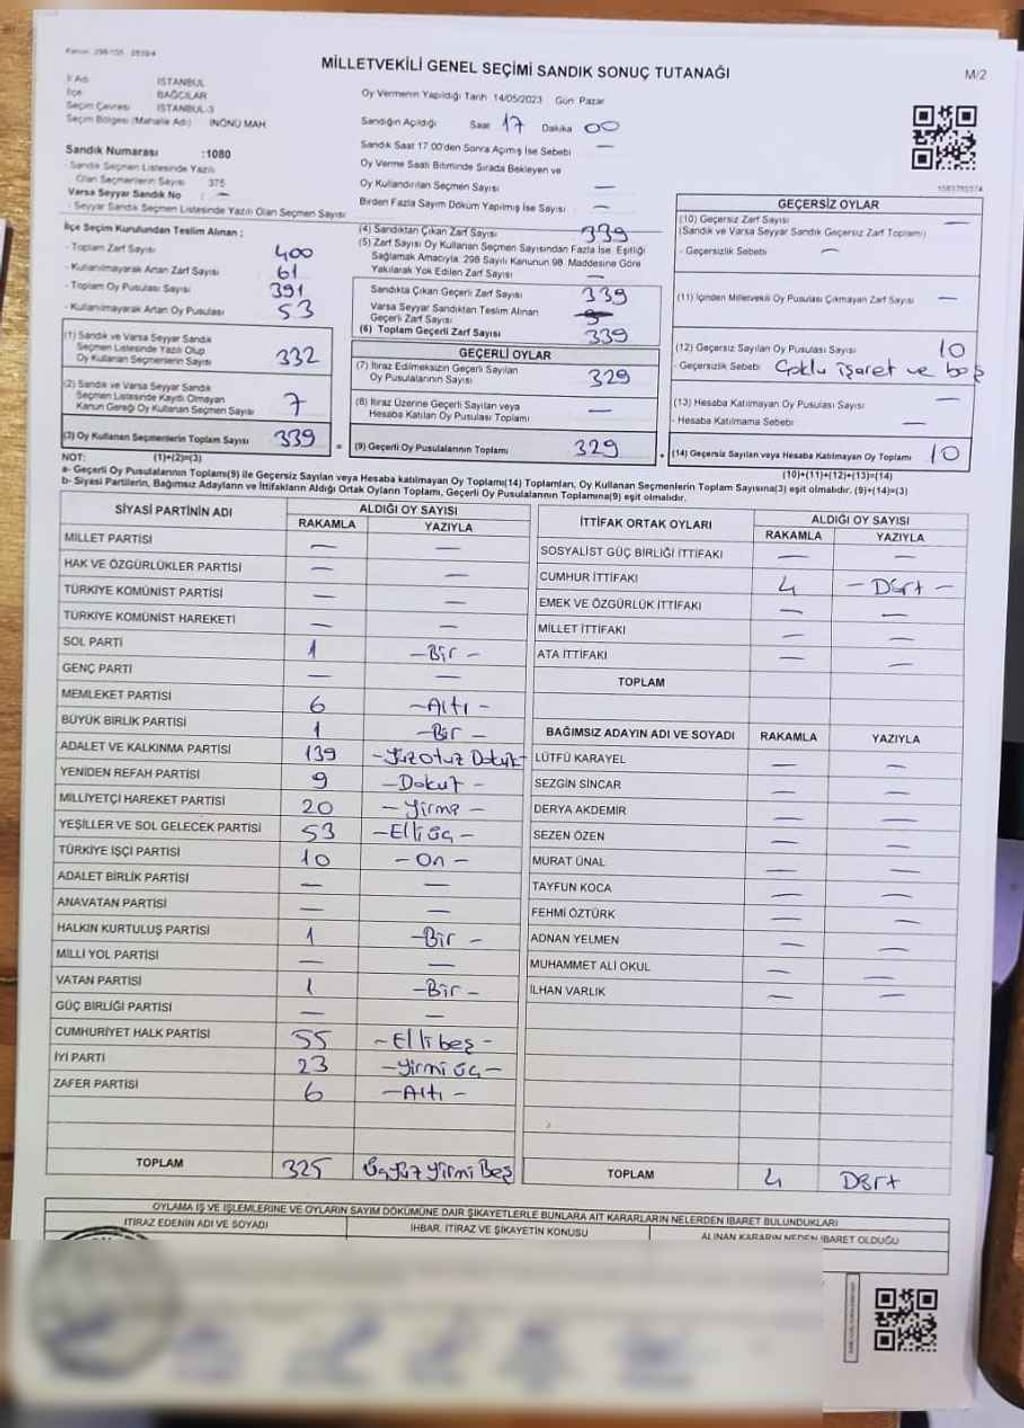 MİLLETVEKİLİ GENEL SEÇİMİ SANDIK SONUÇ TUTANAĞI
M/2
İl Adı İSTANBUL
İlçe BAĞCILAR
Seçim Çevresi İSTANBUL-3
Seçim Bölgesi (Mahalle Adı) İNÖNÜ MAH
Sandık Numarası :1080
- Sandık Seçmen Listesinde Yazılı
Olan Seçmenlerin Sayısı 375
Varsa Seyyar Sandık No : —
- Seyyar Sandık Seçmen Listesinde Yazılı Olan Seçmen Sayısı
Oy Vermenin Yapıldığı Tarih 14/05/2023 Gün Pazar
Sandığın Açıldığı Saat 17 Dakika 00
Sandık Saat 17:00'den Sonra Açılmış İse Sebebi —
Oy Verme Saati Bitiminde Sırada Bekleyen ve
Oy Kullandırılan Seçmen Sayısı —
Birden Fazla Sayım Döküm Yapılmış İse Sayısı —
İlçe Seçim Kurulundan Teslim Alınan ;
- Toplam Zarf Sayısı 400
- Kullanılmayarak Artan Zarf Sayısı 61
- Toplam Oy Pusulası Sayısı 391
- Kullanılmayarak Artan Oy Pusulası 53
(1) Sandık ve Varsa Seyyar Sandık
Seçmen Listesinde Yazılı Olup
Oy Kullanan Seçmenlerin Sayısı 332
(2) Sandık ve Varsa Seyyar Sandık
Seçmen Listesinde Kaydı Olmayan
Kanun Gereği Oy Kullanan Seçmen Sayısı 7
(3) Oy Kullanan Seçmenlerin Toplam Sayısı 339
(4) Sandıktan Çıkan Zarf Sayısı 339
(5) Zarf Sayısı Oy Kullanan Seçmen Sayısından Fazla İse, Eşitliği
Sağlamak Amacıyla, 298 Sayılı Kanunun 98. Maddesine Göre
Yakılarak Yok Edilen Zarf Sayısı —
Sandıkta Çıkan Geçerli Zarf Sayısı 339
Varsa Seyyar Sandıktan Teslim Alınan
Geçerli Zarf Sayısı
(6) Toplam Geçerli Zarf Sayısı 339
GEÇERLİ OYLAR
(7) İtiraz Edilmeksizin Geçerli Sayılan
Oy Pusulalarının Sayısı 329
(8) İtiraz Üzerine Geçerli Sayılan veya
Hesaba Katılan Oy Pusulası Toplamı —
= (9) Geçerli Oy Pusulalarının Toplamı 329
GEÇERSİZ OYLAR
(10) Geçersiz Zarf Sayısı —
(Sandık ve Varsa Seyyar Sandık Geçersiz Zarf Toplamı)
- Geçersizlik Sebebi —
(11) İçinden Milletvekili Oy Pusulası Çıkmayan Zarf Sayısı —
(12) Geçersiz Sayılan Oy Pusulası Sayısı 10
- Geçersizlik Sebebi Çoklu işaret ve boş
(13) Hesaba Katılmayan Oy Pusulası Sayısı —
- Hesaba Katılmama Sebebi —
+ (14) Geçersiz Sayılan veya Hesaba Katılmayan Oy Toplamı 10
NOT: (1)+(2)=(3) (10)+(11)+(12)+(13)=(14)
a- Geçerli Oy Pusulalarının Toplamı(9) ile Geçersiz Sayılan veya Hesaba katılmayan Oy Toplamı(14) Toplamları, Oy Kullanan Seçmenlerin Toplam Sayısına(3) eşit olmalıdır. (9)+(14)=(3)
b- Siyasi Partilerin, Bağımsız Adayların ve İttifakların Aldığı Ortak Oyların Toplamı, Geçerli Oy Pusulalarının Toplamına(9) eşit olmalıdır.
SİYASİ PARTİNİN ADI ALDIĞI OY SAYISI
RAKAMLA YAZIYLA
MİLLET PARTİSİ — —
HAK VE ÖZGÜRLÜKLER PARTİSİ — —
TÜRKİYE KOMÜNİST PARTİSİ — —
TÜRKİYE KOMÜNİST HAREKETİ — —
SOL PARTİ 1 -Bir-
GENÇ PARTİ — —
MEMLEKET PARTİSİ 6 -Altı-
BÜYÜK BİRLİK PARTİSİ 1 -Bir-
ADALET VE KALKINMA PARTİSİ 139 -Yüzotuz Dokuz-
YENİDEN REFAH PARTİSİ 9 -Dokuz-
MİLLİYETÇİ HAREKET PARTİSİ 20 -Yirmi-
YEŞİLLER VE SOL GELECEK PARTİSİ 53 -Elli üç-
TÜRKİYE İŞÇİ PARTİSİ 10 -On-
ADALET BİRLİK PARTİSİ — —
ANAVATAN PARTİSİ — —
HALKIN KURTULUŞ PARTİSİ 1 -Bir-
MİLLİ YOL PARTİSİ — —
VATAN PARTİSİ 1 -Bir-
GÜÇ BİRLİĞİ PARTİSİ — —
CUMHURİYET HALK PARTİSİ 55 -Elli beş-
İYİ PARTİ 23 -Yirmi üç-
ZAFER PARTİSİ 6 -Altı-
TOPLAM 325 Üçyüz Yirmi Beş
İTTİFAK ORTAK OYLARI ALDIĞI OY SAYISI
RAKAMLA YAZIYLA
SOSYALİST GÜÇ BİRLİĞİ İTTİFAKI — —
CUMHUR İTTİFAKI 4 -Dört-
EMEK VE ÖZGÜRLÜK İTTİFAKI — —
MİLLET İTTİFAKI — —
ATA İTTİFAKI — —
TOPLAM
BAĞIMSIZ ADAYIN ADI VE SOYADI RAKAMLA YAZIYLA
LÜTFÜ KARAYEL — —
SEZGİN SİNCAR — —
DERYA AKDEMİR — —
SEZEN ÖZEN — —
MURAT ÜNAL — —
TAYFUN KOCA — —
FEHMİ ÖZTÜRK — —
ADNAN YELMEN — —
MUHAMMET ALİ OKUL — —
İLHAN VARLIK — —
TOPLAM 4 Dört
OYLAMA İŞ VE İŞLEMLERİNE VE OYLARIN SAYIM DÖKÜMÜNE DAİR ŞİKAYETLERLE BUNLARA AİT KARARLARIN NELERDEN İBARET BULUNDUKLARI
İTİRAZ EDENİN ADI VE SOYADI İHBAR, İTİRAZ VE ŞİKAYETİN KONUSU ALINAN KARARIN NEDEN İBARET OLDUĞU